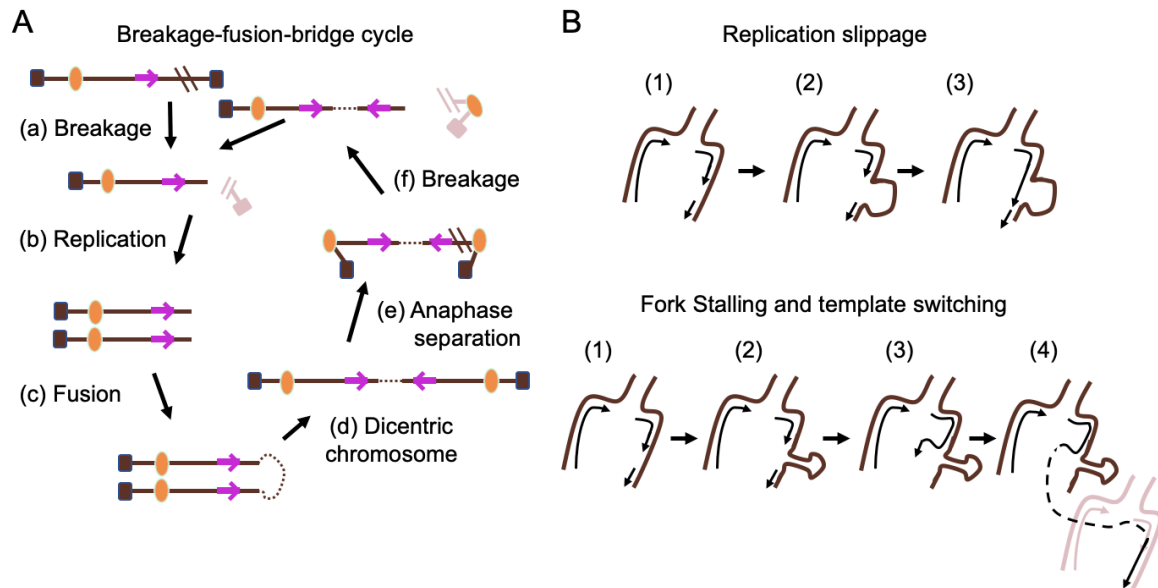 A
Breakage-fusion-bridge cycle
(a) Breakage
(b) Replication
(c) Fusion
(d) Dicentric
chromosome
(e) Anaphase
separation
(f) Breakage
B
Replication slippage
(1)
(2)
(3)
Fork Stalling and template switching
(1)
(2)
(3)
(4)